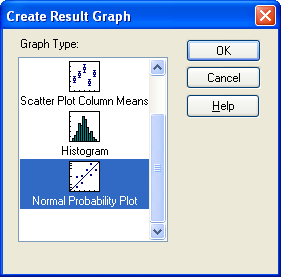 Create Result Graph
Graph Type:
Scatter Plot Column Means
Histogram
Normal Probability Plot
OK
Cancel
Help